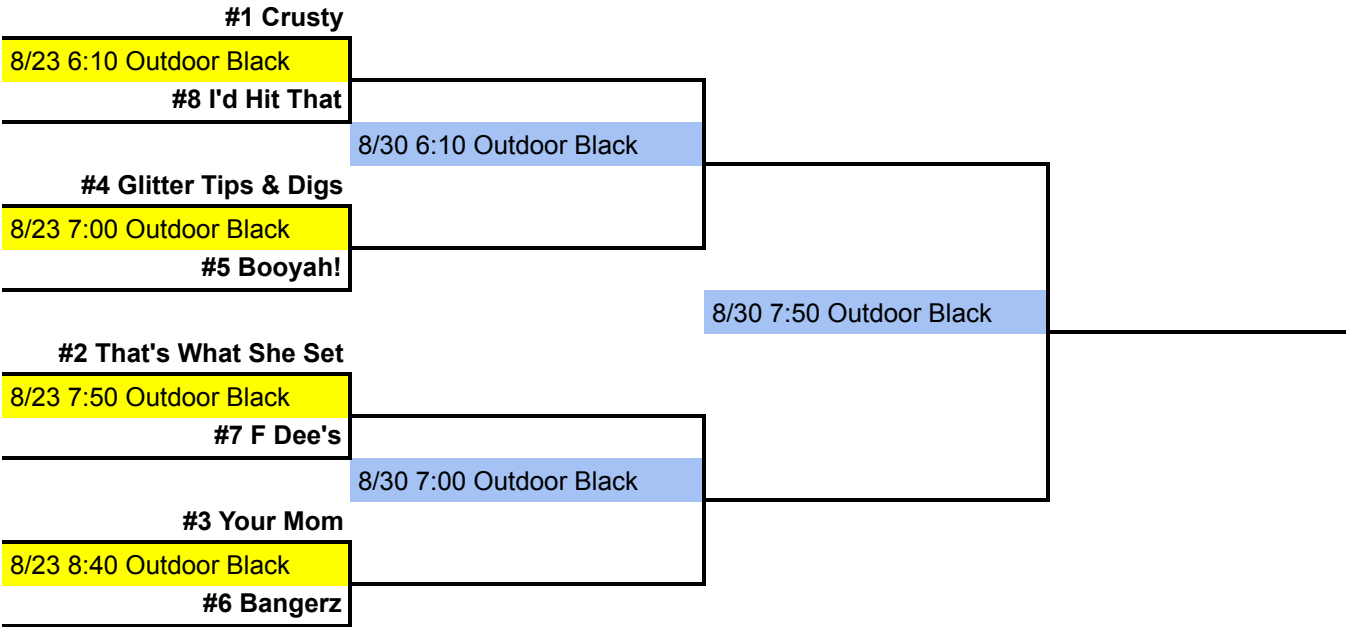 #1 Crusty
8/23 6:10 Outdoor Black
#8 I'd Hit That
8/30 6:10 Outdoor Black
#4 Glitter Tips & Digs
8/23 7:00 Outdoor Black
#5 Booyah!
8/30 7:50 Outdoor Black
#2 That's What She Set
8/23 7:50 Outdoor Black
#7 F Dee's
8/30 7:00 Outdoor Black
#3 Your Mom
8/23 8:40 Outdoor Black
#6 Bangerz